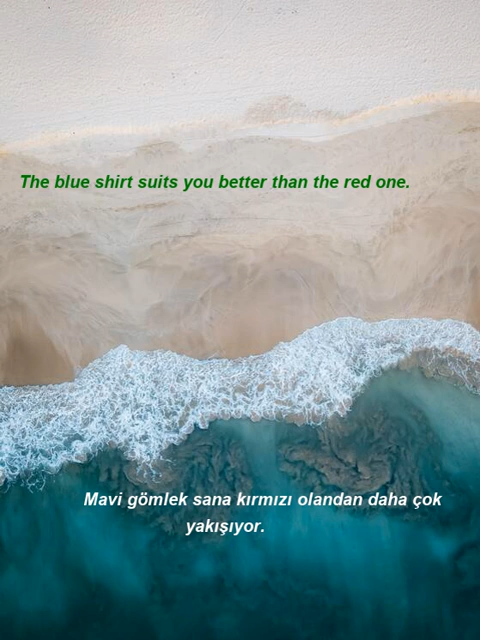 The blue shirt suits you better than the red one.
Mavi gömlek sana kırmızı olandan daha çok
yakışıyor.